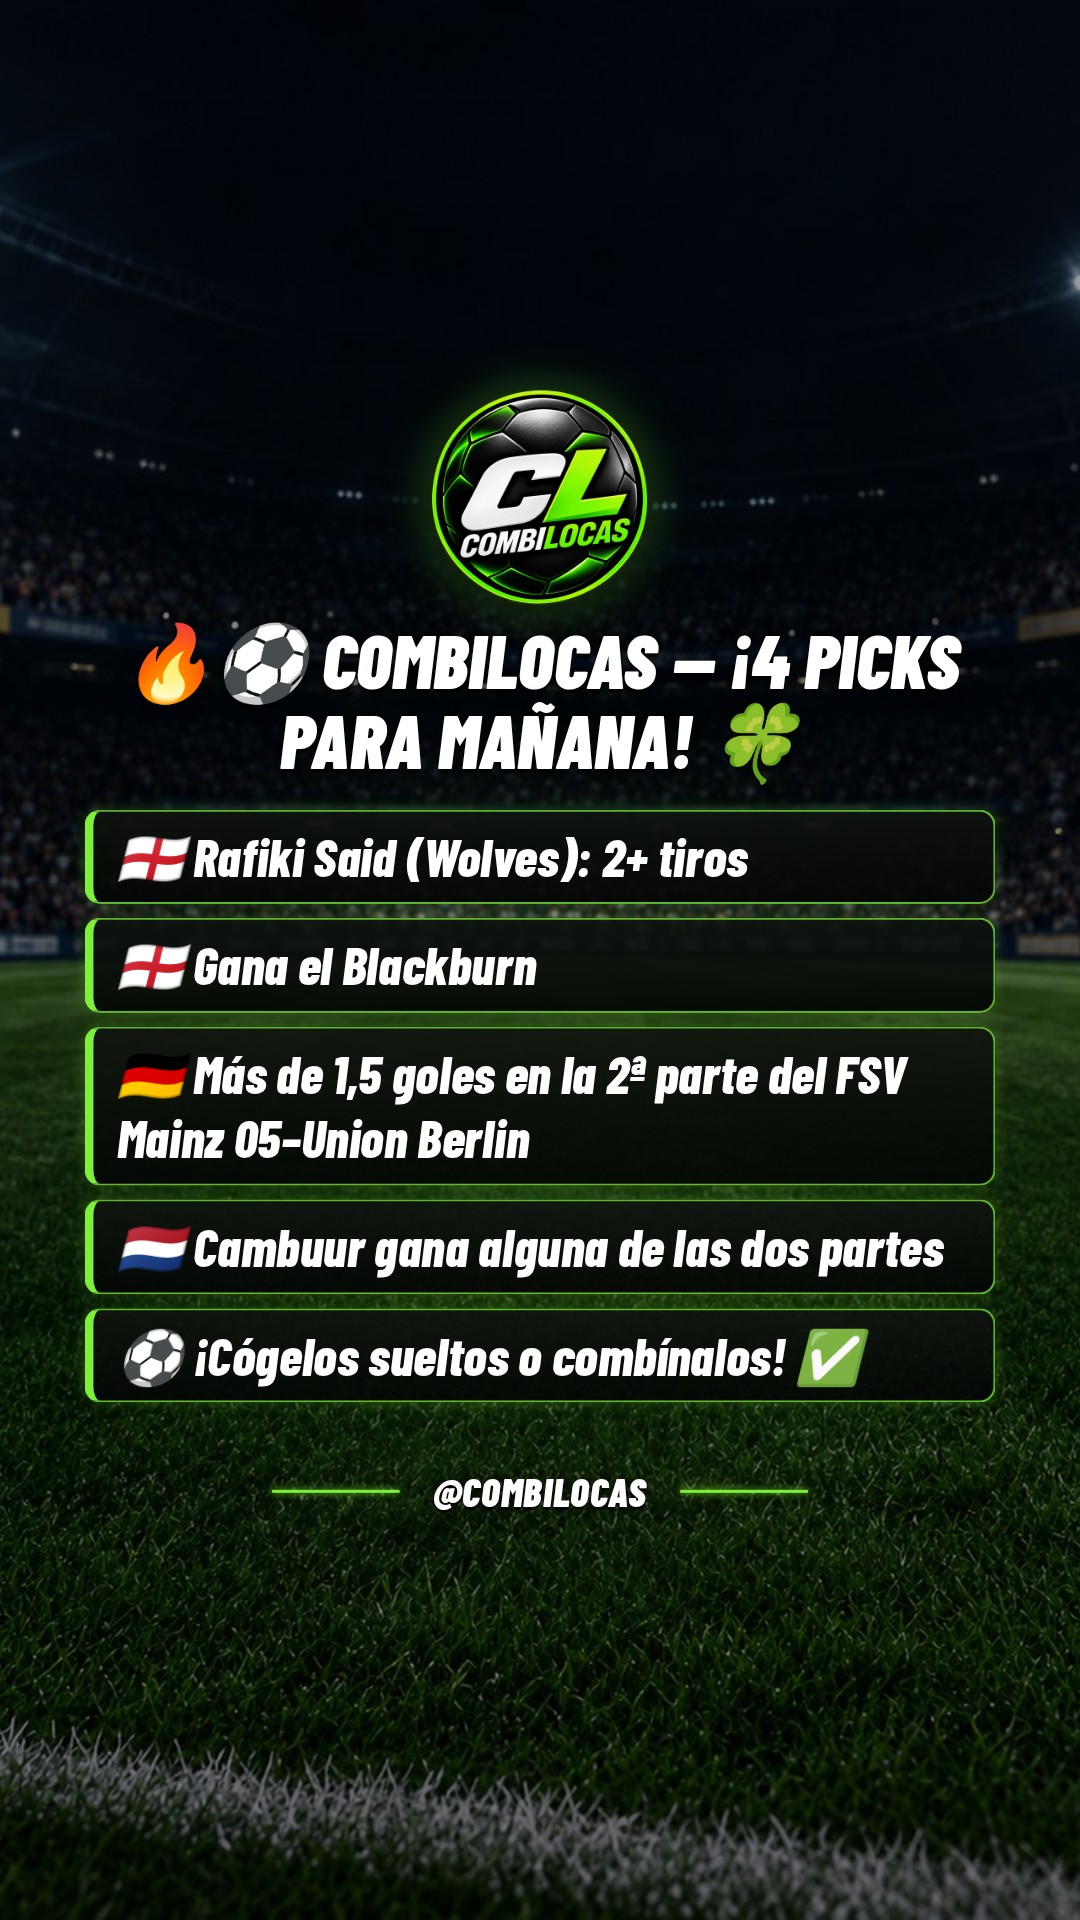 CL
COMBILOCAS
🔥⚽ COMBILOCAS – ¡4 PICKS
PARA MAÑANA! 🍀
🏴󠁧󠁢󠁥󠁮󠁧󠁿 Rafiki Said (Wolves): 2+ tiros
🏴󠁧󠁢󠁥󠁮󠁧󠁿 Gana el Blackburn
🇩🇪 Más de 1,5 goles en la 2ª parte del FSV
Mainz 05-Union Berlin
🇳🇱 Cambuur gana alguna de las dos partes
⚽ ¡Cógelos sueltos o combínalos! ✅
@COMBILOCAS